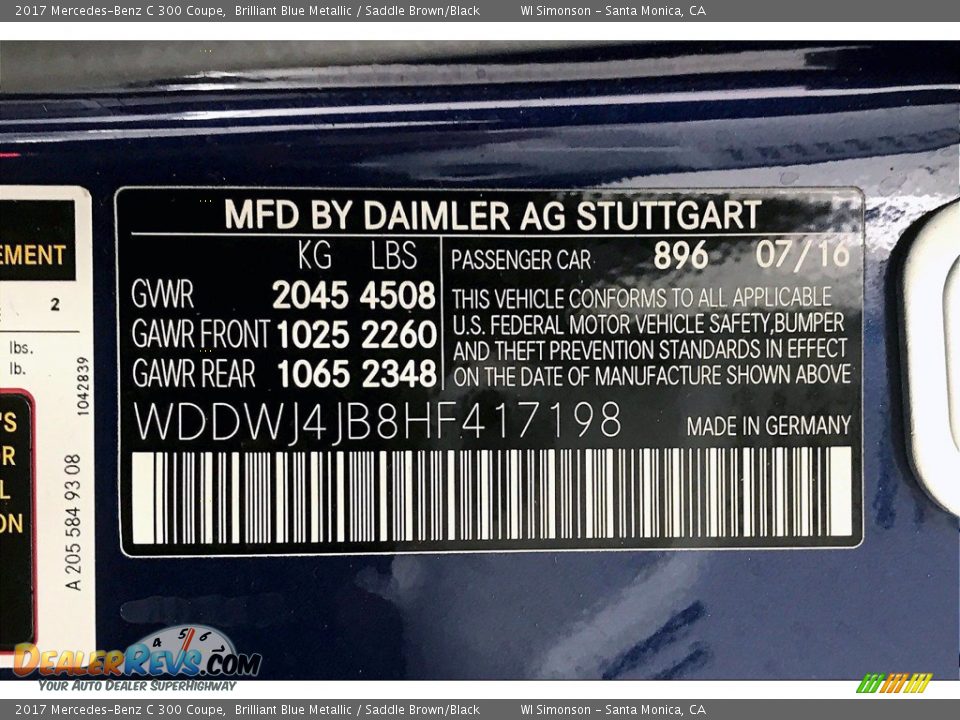 2017 Mercedes-Benz C 300 Coupe,  Brilliant Blue Metallic / Saddle Brown/Black     WI Simonson – Santa Monica, CA
EMENT
2
lbs.
lb.
1042839
'S
OR
L
ON
A 205 584 93 08
MFD BY DAIMLER AG STUTTGART
KG LBS
GVWR 2045 4508
GAWR FRONT 1025 2260
GAWR REAR 1065 2348
PASSENGER CAR 896 07/16
THIS VEHICLE CONFORMS TO ALL APPLICABLE
U.S. FEDERAL MOTOR VEHICLE SAFETY,BUMPER
AND THEFT PREVENTION STANDARDS IN EFFECT
ON THE DATE OF MANUFACTURE SHOWN ABOVE
WDDWJ4JB8HF417198 MADE IN GERMANY
4 5 6
DEALERREVS.COM
YOUR AUTO DEALER SUPERHIGHWAY
2017 Mercedes-Benz C 300 Coupe,  Brilliant Blue Metallic / Saddle Brown/Black     WI Simonson – Santa Monica, CA